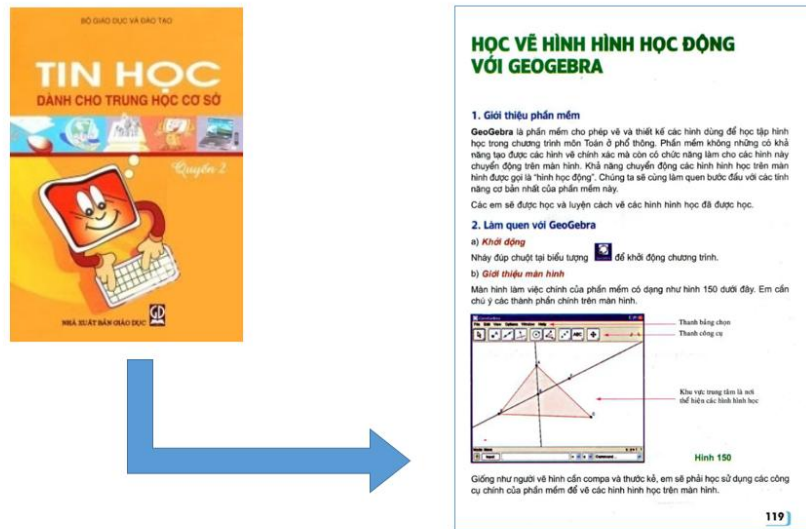 BỘ GIÁO DỤC VÀ ĐÀO TẠO
TIN HỌC
DÀNH CHO TRUNG HỌC CƠ SỞ
Quyển 2
NHÀ XUẤT BẢN GIÁO DỤC
HỌC VẼ HÌNH HÌNH HỌC ĐỘNG
VỚI GEOGEBRA
1. Giới thiệu phần mềm
GeoGebra là phần mềm cho phép vẽ và thiết kế các hình dùng để học tập hình
học trong chương trình môn Toán ở phổ thông. Phần mềm không những có khả
năng tạo được các hình vẽ chính xác mà còn có chức năng làm cho các hình này
chuyển động trên màn hình. Khả năng chuyển động các hình hình học trên màn
hình được gọi là "hình học động". Chúng ta sẽ cùng làm quen bước đầu với các tính
năng cơ bản nhất của phần mềm này.
Các em sẽ được học và luyện cách vẽ các hình hình học đã được học.
2. Làm quen với GeoGebra
a) Khởi động
Nháy đúp chuột tại biểu tượng để khởi động chương trình.
b) Giới thiệu màn hình
Màn hình làm việc chính của phần mềm có dạng như hình 150 dưới đây. Em cần
chú ý các thành phần chính trên màn hình.
File Edit View Options Window Help
ABC
Thanh bảng chọn
Thanh công cụ
Khu vực trung tâm là nơi
thể hiện các hình hình học
Hình 150
Giống như người vẽ hình cần compa và thước kẻ, em sẽ phải học sử dụng các công
cụ chính của phần mềm để vẽ các hình hình học trên màn hình.
119